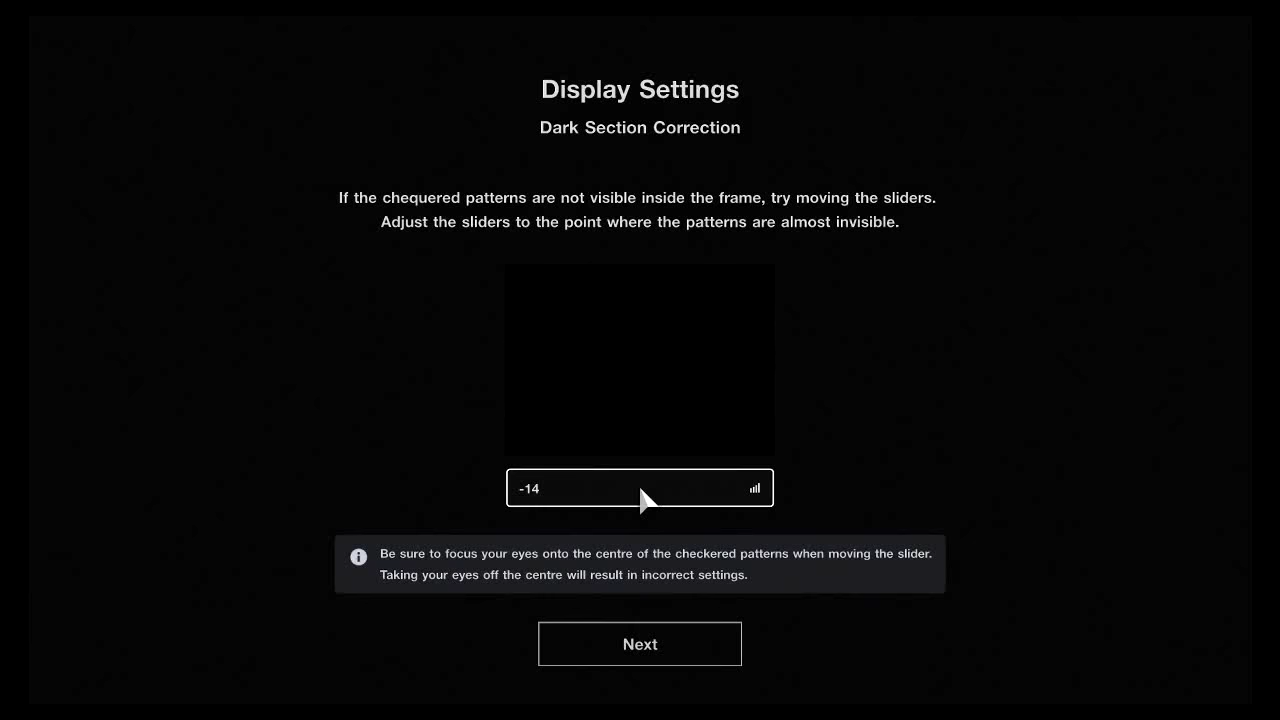 Display Settings
Dark Section Correction
If the chequered patterns are not visible inside the frame, try moving the sliders.
Adjust the sliders to the point where the patterns are almost invisible.
-14
Be sure to focus your eyes onto the centre of the checkered patterns when moving the slider.
Taking your eyes off the centre will result in incorrect settings.
Next